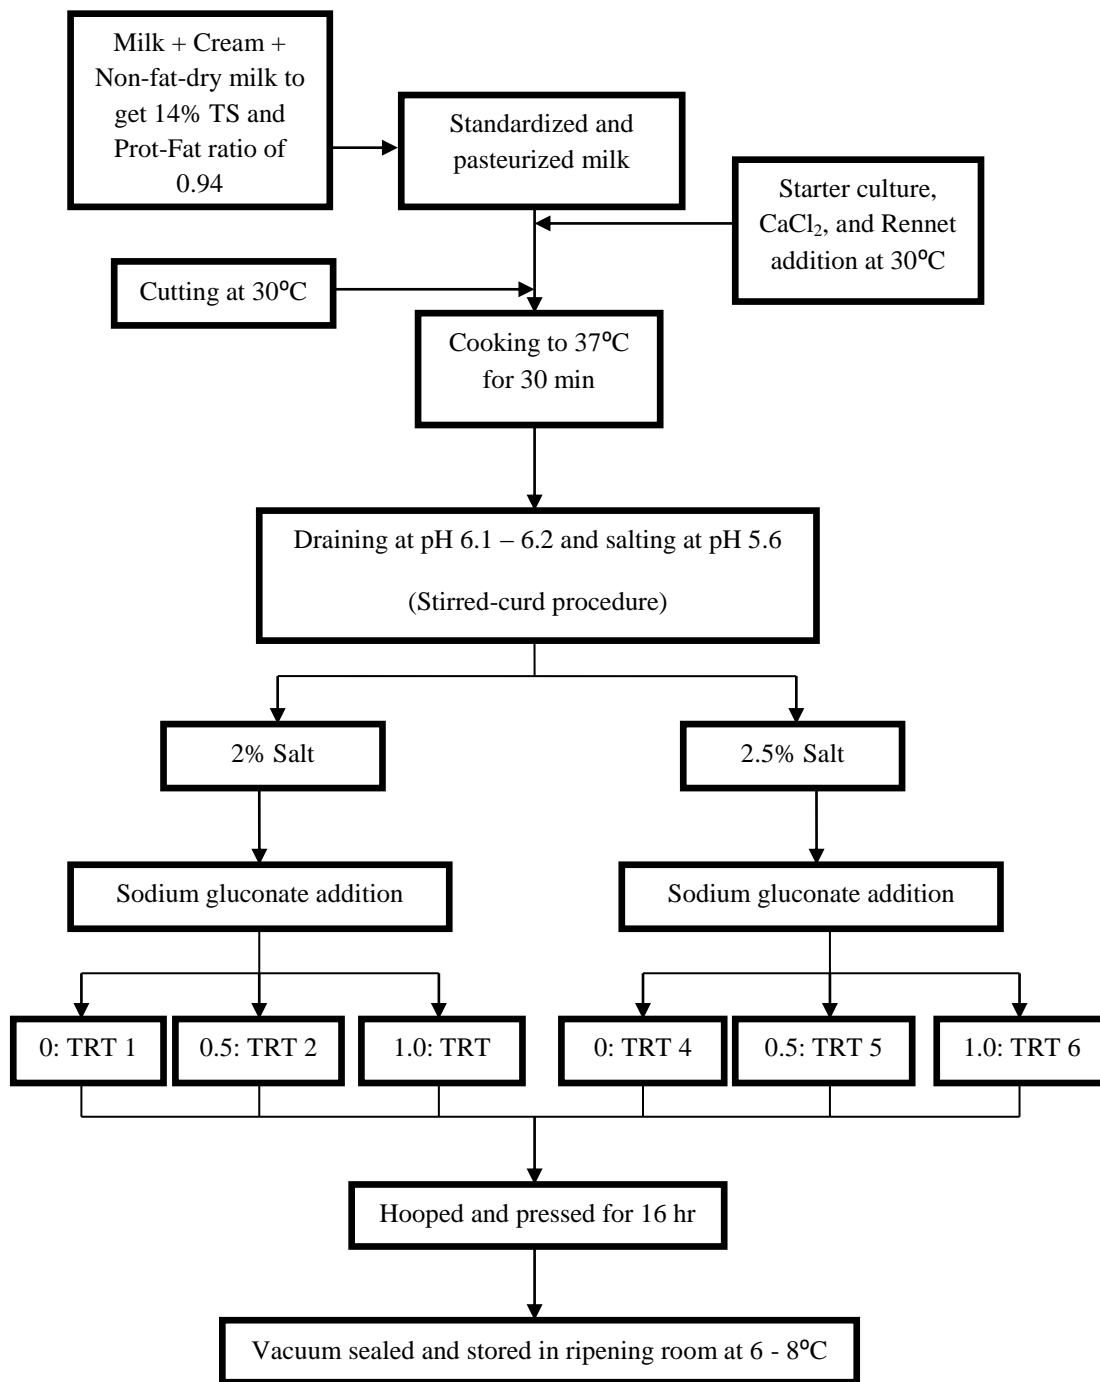 Milk + Cream +
Non-fat-dry milk to
get 14% TS and
Prot-Fat ratio of
0.94
Standardized and
pasteurized milk
Starter culture,
CaCl₂, and Rennet
addition at 30⁰C
Cutting at 30⁰C
Cooking to 37⁰C
for 30 min
Draining at pH 6.1 – 6.2 and salting at pH 5.6
(Stirred-curd procedure)
2% Salt
2.5% Salt
Sodium gluconate addition
Sodium gluconate addition
0: TRT 1
0.5: TRT 2
1.0: TRT
0: TRT 4
0.5: TRT 5
1.0: TRT 6
Hooped and pressed for 16 hr
Vacuum sealed and stored in ripening room at 6 - 8⁰C